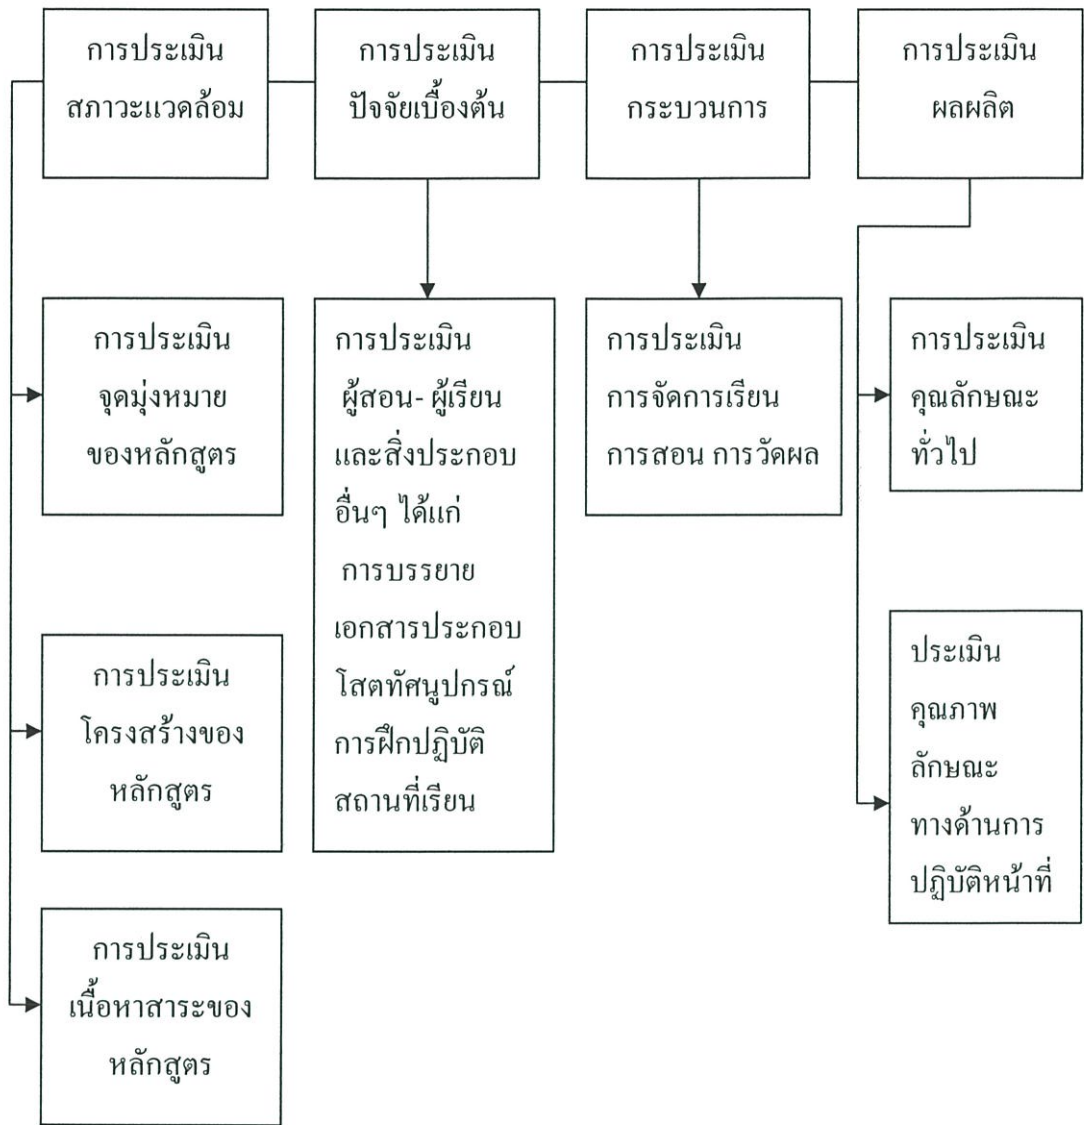 การประเมิน
สภาวะแวดล้อม
การประเมิน
ปัจจัยเบื้องต้น
การประเมิน
กระบวนการ
การประเมิน
ผลผลิต
การประเมิน
จุดมุ่งหมาย
ของหลักสูตร
การประเมิน
โครงสร้างของ
หลักสูตร
การประเมิน
เนื้อหาสาระของ
หลักสูตร
การประเมิน
ผู้สอน- ผู้เรียน
และสิ่งประกอบ
อื่นๆ ได้แก่
การบรรยาย
เอกสารประกอบ
โสตทัศนูปกรณ์
การฝึกปฏิบัติ
สถานที่เรียน
การประเมิน
การจัดการเรียน
การสอน การวัดผล
การประเมิน
คุณลักษณะ
ทั่วไป
ประเมิน
คุณภาพ
ลักษณะ
ทางด้านการ
ปฏิบัติหน้าที่